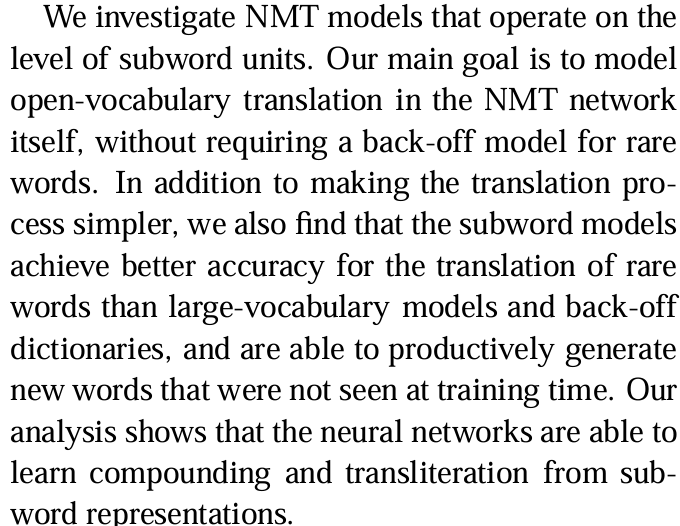 We investigate NMT models that operate on the
level of subword units. Our main goal is to model
open-vocabulary translation in the NMT network
itself, without requiring a back-off model for rare
words. In addition to making the translation pro-
cess simpler, we also find that the subword models
achieve better accuracy for the translation of rare
words than large-vocabulary models and back-off
dictionaries, and are able to productively generate
new words that were not seen at training time. Our
analysis shows that the neural networks are able to
learn compounding and transliteration from sub-
word representations.